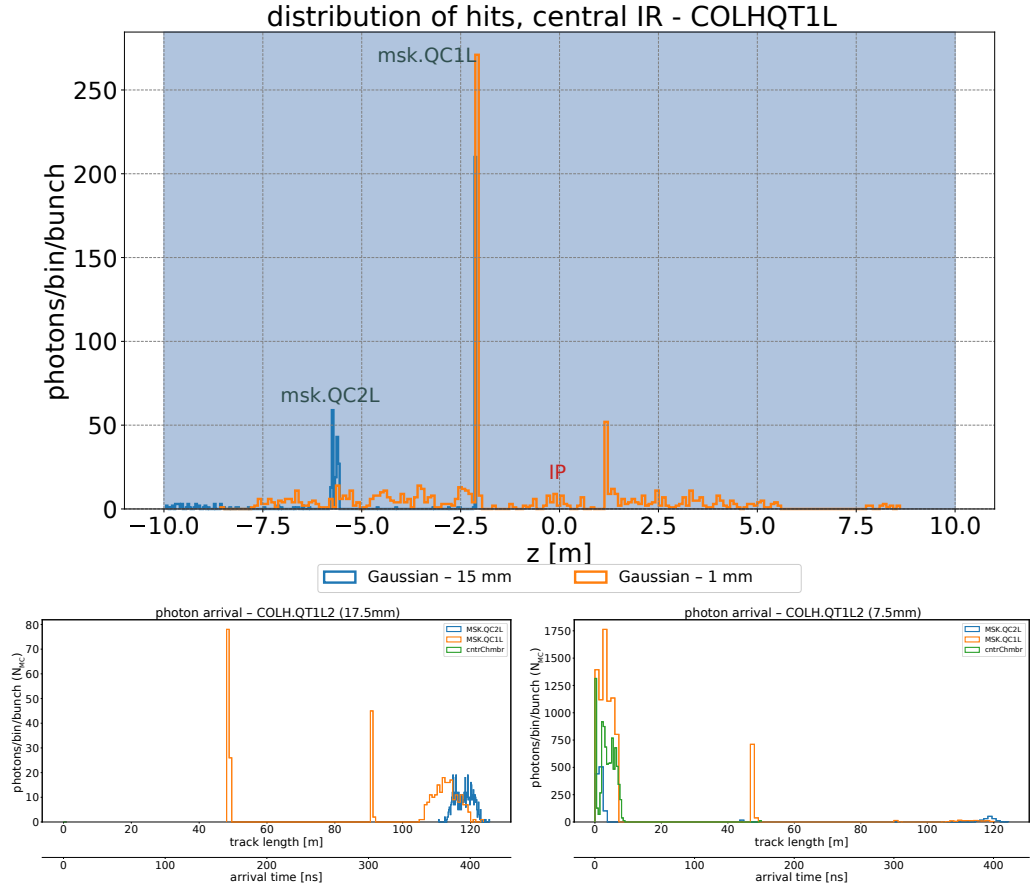 distribution of hits, central IR - COLHQT1L
photons/bin/bunch
250
200
150
100
50
0
msk.QC1L
msk.QC2L
IP
−10.0 −7.5 −5.0 −2.5 0.0 2.5 5.0 7.5 10.0
z [m]
Gaussian – 15 mm Gaussian – 1 mm
photon arrival – COLH.QT1L2 (17.5mm)
photons/bin/bunch (N_MC)
80
70
60
50
40
30
20
10
0
MSK.QC2L
MSK.QC1L
cntrChmbr
0 20 40 60 80 100 120
track length [m]
0 100 200 300 400
arrival time [ns]
photon arrival – COLH.QT1L2 (7.5mm)
photons/bin/bunch (N_MC)
1750
1500
1250
1000
750
500
250
0
MSK.QC2L
MSK.QC1L
cntrChmbr
0 20 40 60 80 100 120
track length [m]
0 100 200 300 400
arrival time [ns]